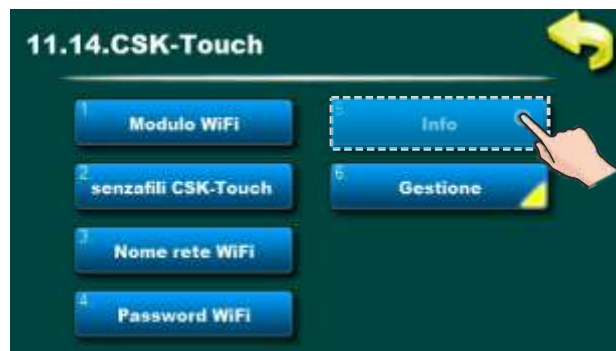 11.14.CSK-Touch
1
Modulo WiFi
2
senzafili CSK-Touch
3
Nome rete WiFi
4
Password WiFi
5
Info
6
Gestione